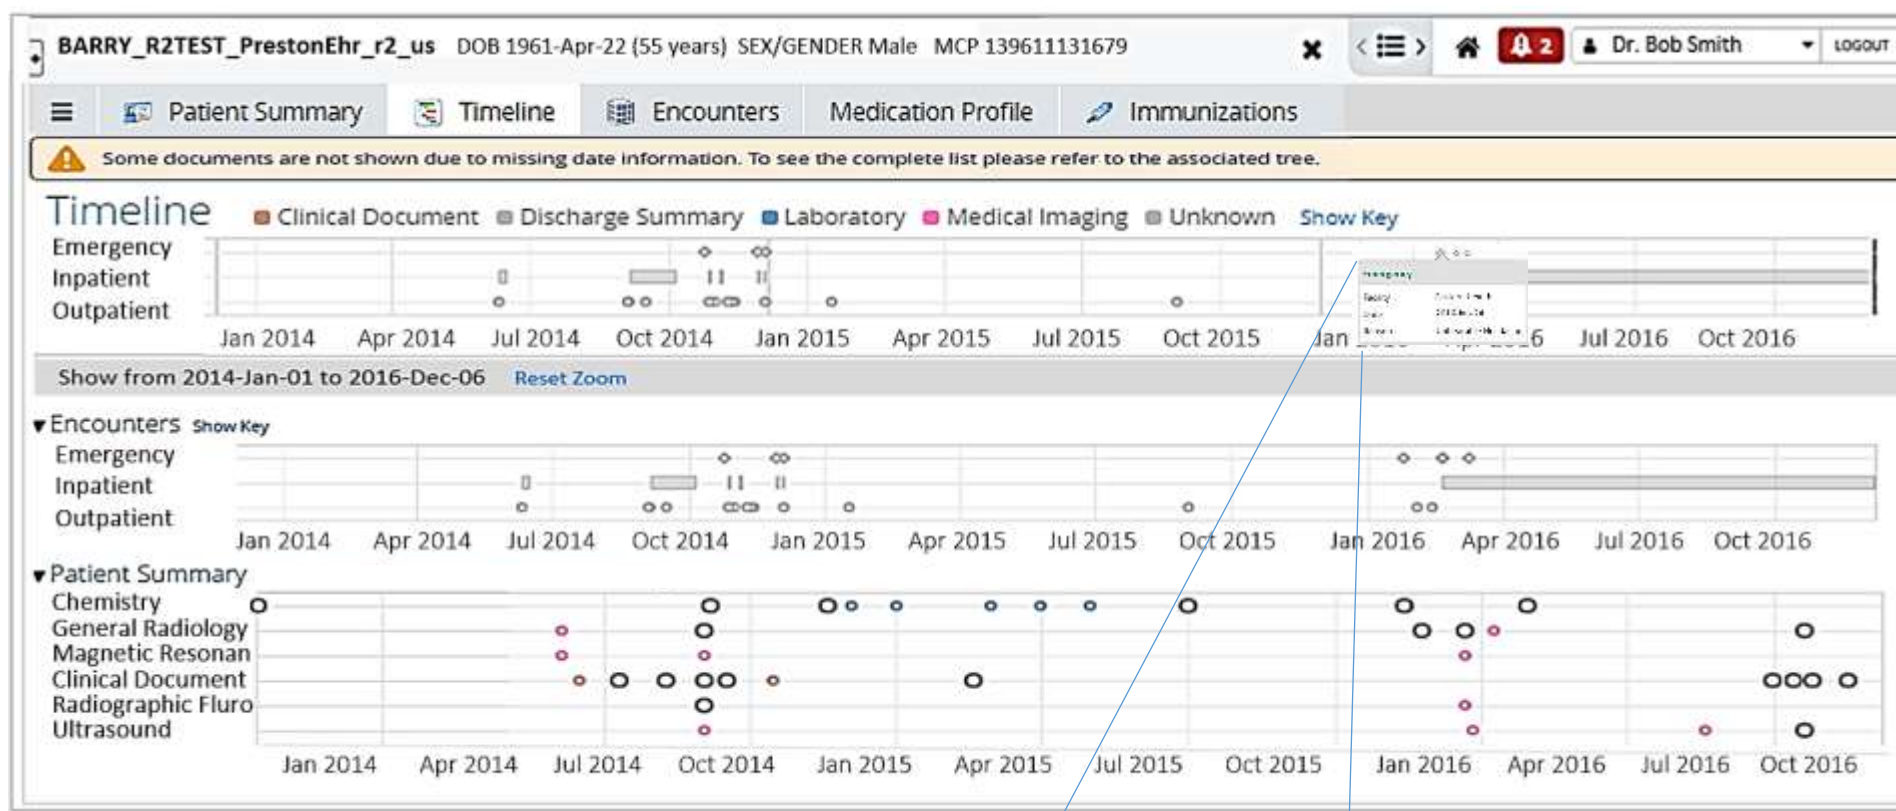 BARRY_R2TEST_PrestonEhr_r2_us DOB 1961-Apr-22 (55 years) SEX/GENDER Male MCP 139611131679 2 Dr. Bob Smith LOGOUT
Patient Summary Timeline Encounters Medication Profile Immunizations
Some documents are not shown due to missing date information. To see the complete list please refer to the associated tree.
Timeline Clinical Document Discharge Summary Laboratory Medical Imaging Unknown Show Key
Emergency
Inpatient
Outpatient
Jan 2014 Apr 2014 Jul 2014 Oct 2014 Jan 2015 Apr 2015 Jul 2015 Oct 2015 Jan Jul 2016 Oct 2016
Show from 2014-Jan-01 to 2016-Dec-06 Reset Zoom
Encounters Show Key
Emergency
Inpatient
Outpatient
Jan 2014 Apr 2014 Jul 2014 Oct 2014 Jan 2015 Apr 2015 Jul 2015 Oct 2015 Jan 2016 Apr 2016 Jul 2016 Oct 2016
Patient Summary
Chemistry
General Radiology
Magnetic Resonan
Clinical Document
Radiographic Fluro
Ultrasound
Jan 2014 Apr 2014 Jul 2014 Oct 2014 Jan 2015 Apr 2015 Jul 2015 Oct 2015 Jan 2016 Apr 2016 Jul 2016 Oct 2016